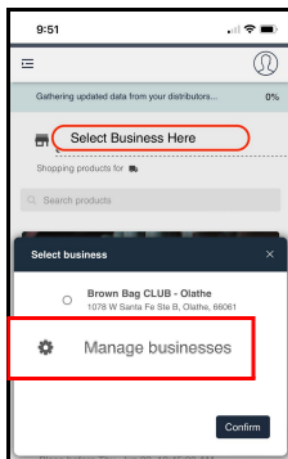 9:51
Gathering updated data from your distributors... 0%
Select Business Here
Shopping products for
Search products
Select business ×
Brown Bag CLUB - Olathe
1078 W Santa Fe Ste B, Olathe, 66061
Manage businesses
Confirm